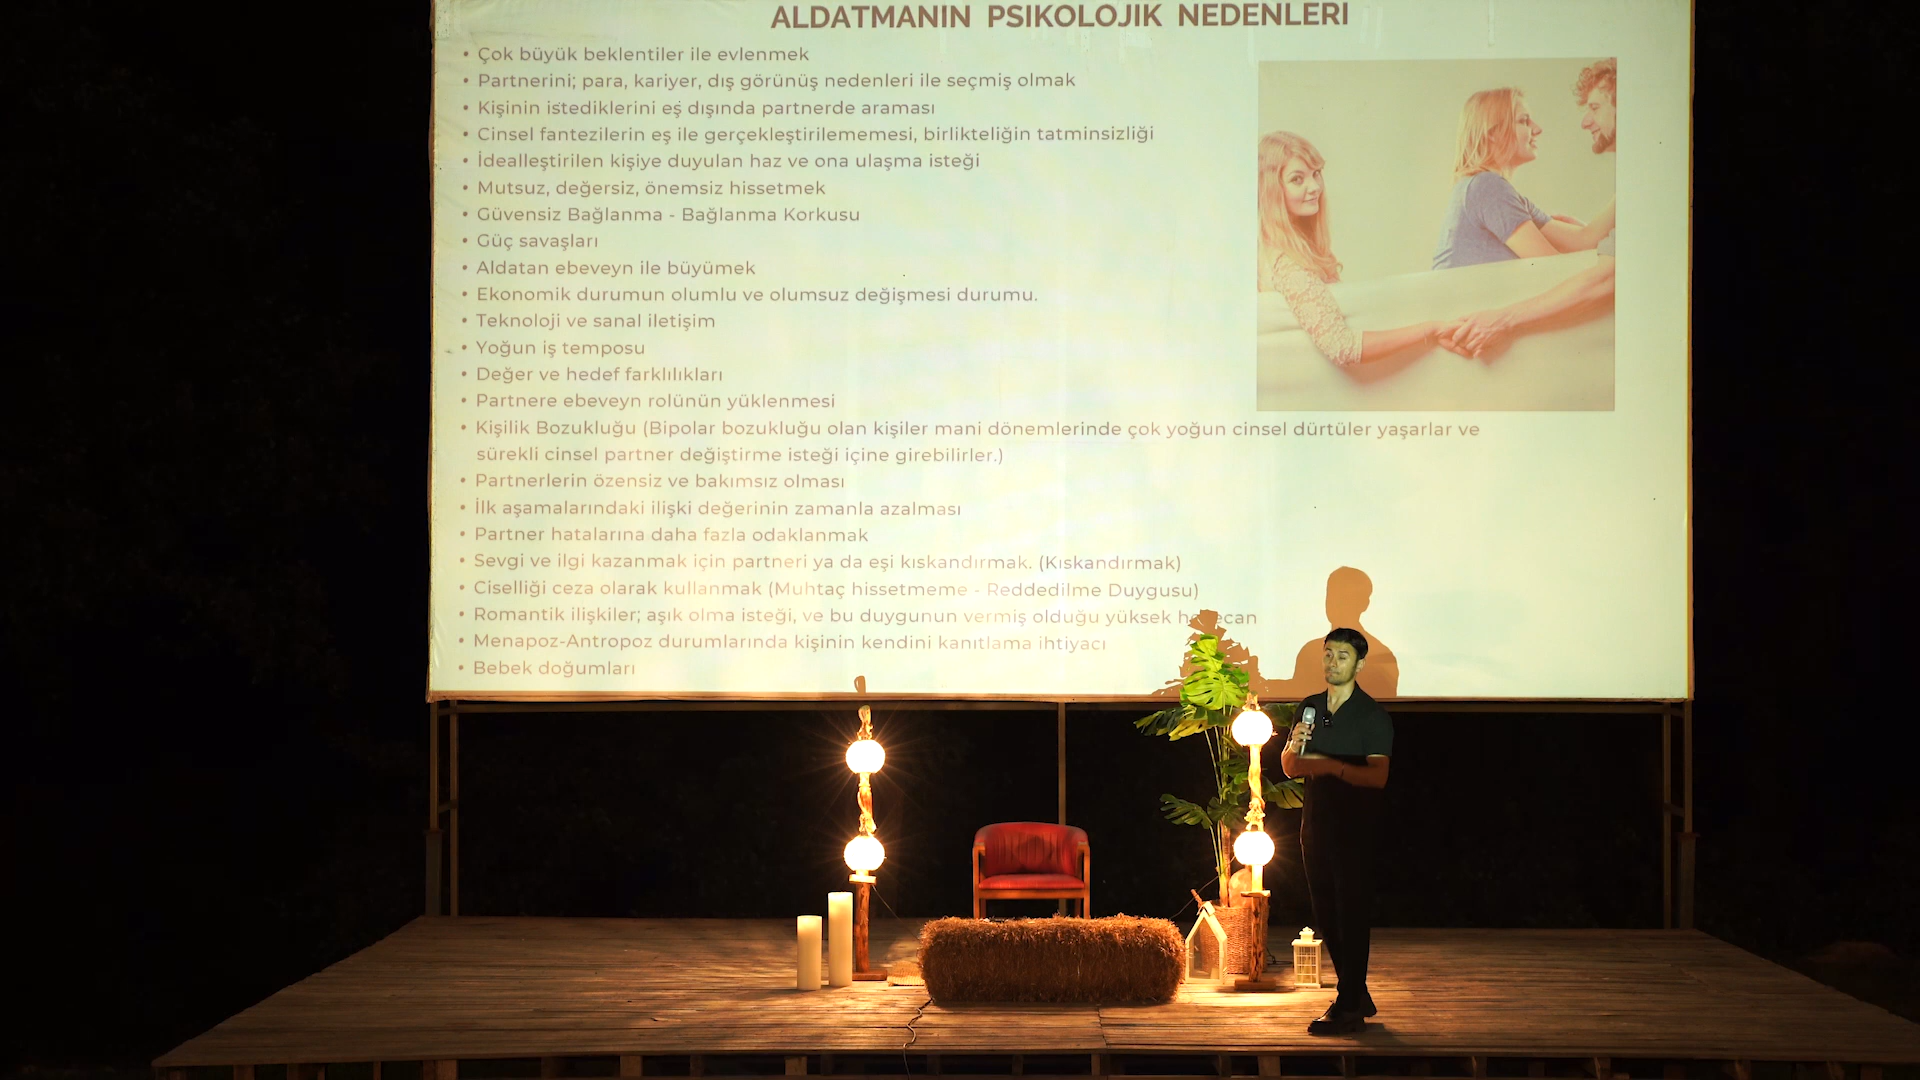 ALDATMANIN PSIKOLOJIK NEDENLERI
• Çok büyük beklentiler ile evlenmek
• Partnerini; para, kariyer, dış görünüş nedenleri ile seçmiş olmak
• Kişinin istediklerini eş dışında partnerde araması
• Cinsel fantezilerin eş ile gerçekleştirilememesi, birlikteliğin tatminsizliği
• İdealleştirilen kişiye duyulan haz ve ona ulaşma isteği
• Mutsuz, değersiz, önemsiz hissetmek
• Güvensiz Bağlanma - Bağlanma Korkusu
• Güç savaşları
• Aldatan ebeveyn ile büyümek
• Ekonomik durumun olumlu ve olumsuz değişmesi durumu.
• Teknoloji ve sanal iletişim
• Yoğun iş temposu
• Değer ve hedef farklılıkları
• Partnere ebeveyn rolünün yüklenmesi
• Kişilik Bozukluğu (Bipolar bozukluğu olan kişiler mani dönemlerinde çok yoğun cinsel dürtüler yaşarlar ve
sürekli cinsel partner değiştirme isteği içine girebilirler.)
• Partnerlerin özensiz ve bakımsız olması
• İlk aşamalarındaki ilişki değerinin zamanla azalması
• Partner hatalarına daha fazla odaklanmak
• Sevgi ve ilgi kazanmak için partneri ya da eşi kıskandırmak. (Kıskandırmak)
• Ciselliği ceza olarak kullanmak (Muhtaç hissetmeme - Reddedilme Duygusu)
• Romantik ilişkiler; aşık olma isteği, ve bu duygunun vermiş olduğu yüksek heyecan
• Menapoz-Antropoz durumlarında kişinin kendini kanıtlama ihtiyacı
• Bebek doğumları